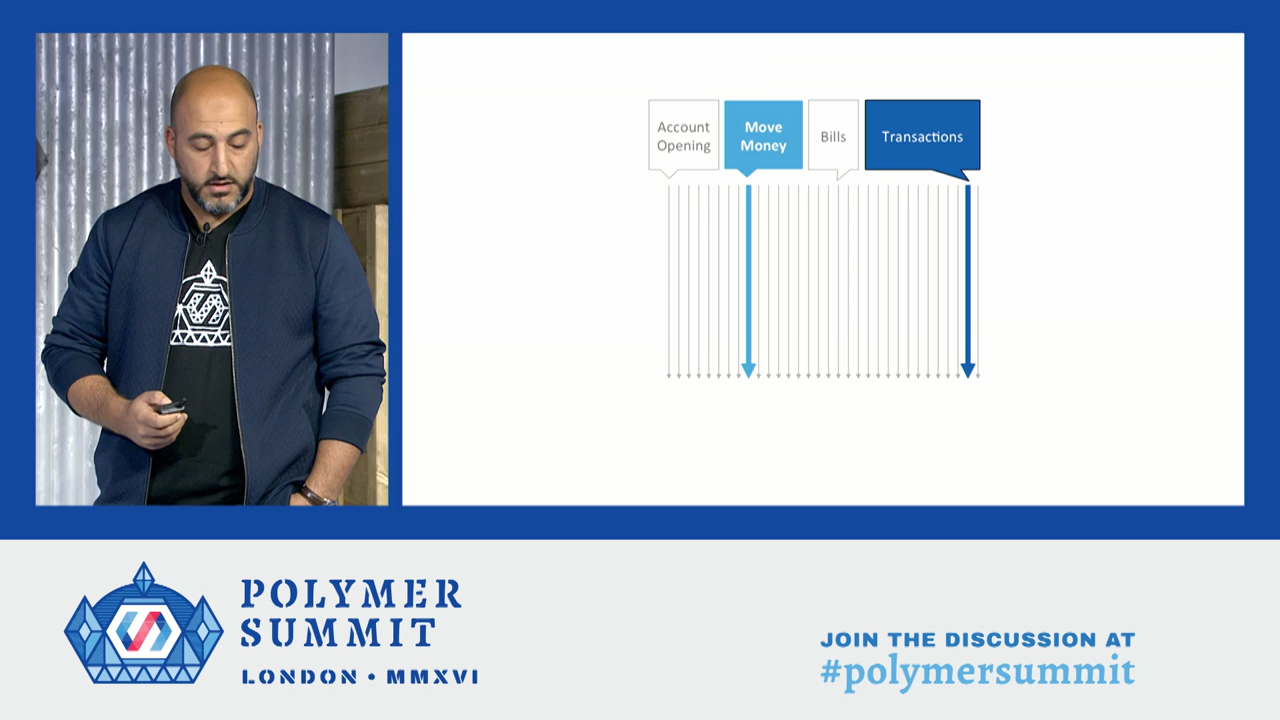 Account
Opening
Move
Money
Bills
Transactions
POLYMER
SUMMIT
LONDON • MMXVI
JOIN THE DISCUSSION AT
#polymersummit